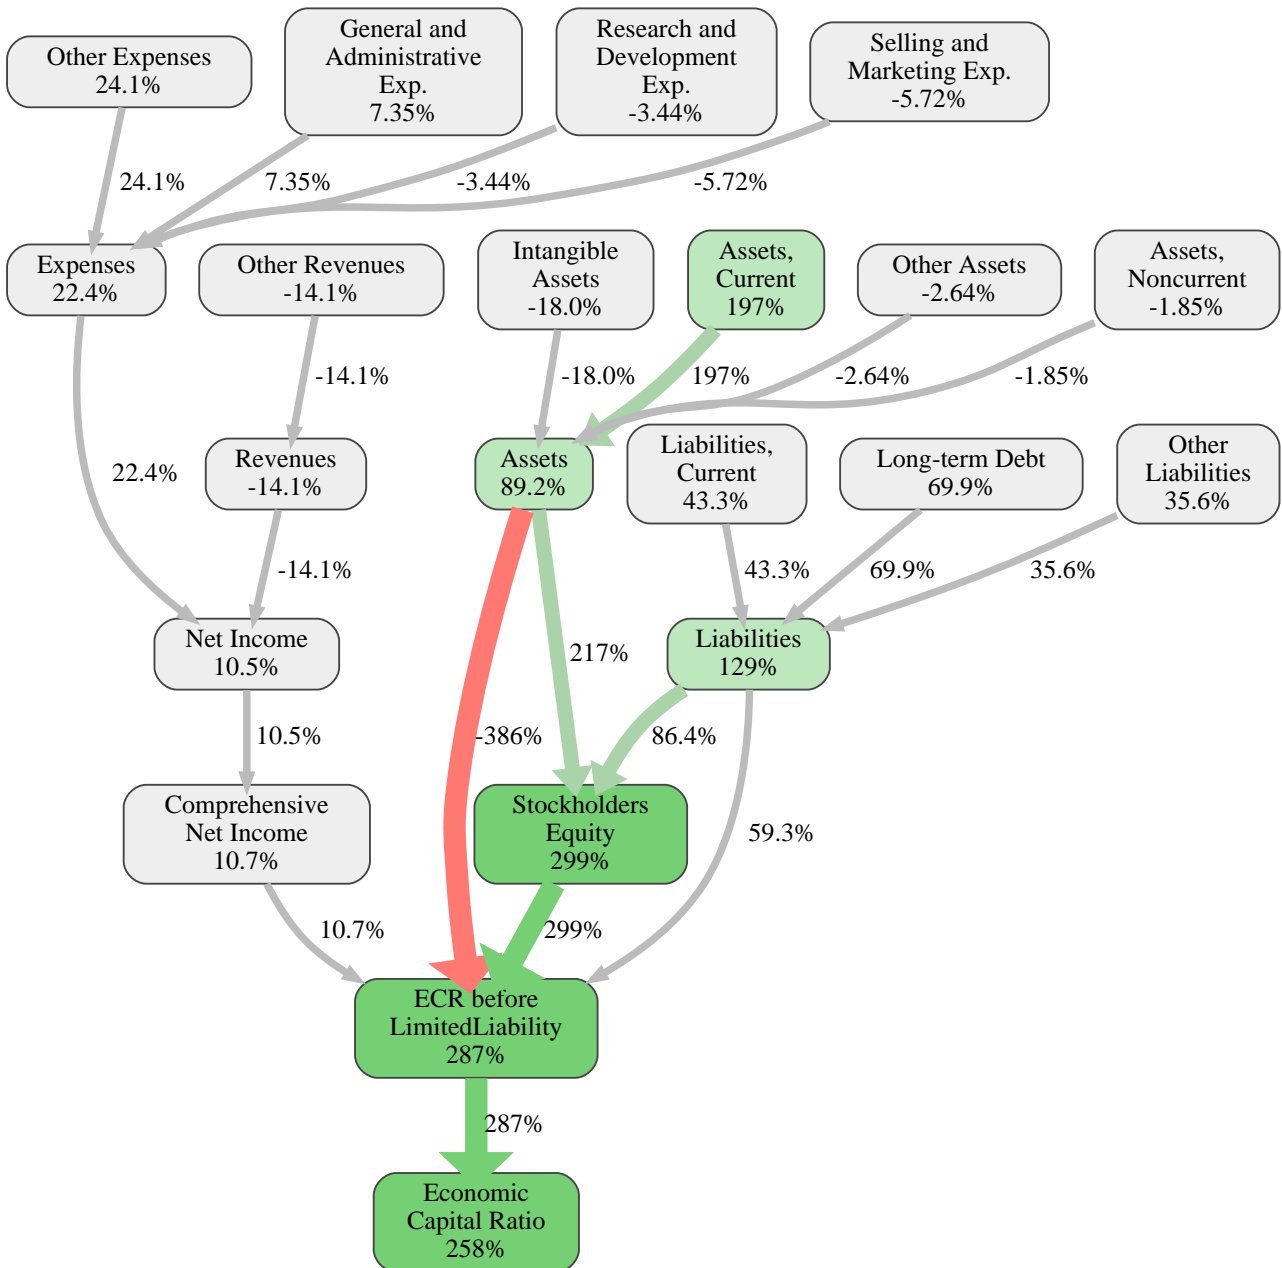 Other Expenses
24.1%
General and
Administrative
Exp.
7.35%
Research and
Development
Exp.
-3.44%
Selling and
Marketing Exp.
-5.72%
24.1%
7.35%
-3.44%
-5.72%
Expenses
22.4%
Other Revenues
-14.1%
Intangible
Assets
-18.0%
Assets,
Current
197%
Other Assets
-2.64%
Assets,
Noncurrent
-1.85%
-14.1%
-18.0%
197%
-2.64%
-1.85%
22.4%
Revenues
-14.1%
Assets
89.2%
Liabilities,
Current
43.3%
Long-term Debt
69.9%
Other
Liabilities
35.6%
-14.1%
43.3%
69.9%
35.6%
Net Income
10.5%
217%
Liabilities
129%
10.5%
-386%
86.4%
Comprehensive
Net Income
10.7%
Stockholders
Equity
299%
59.3%
10.7%
299%
ECR before
LimitedLiability
287%
287%
Economic
Capital Ratio
258%